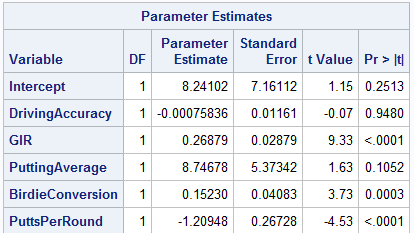 Parameter Estimates
Variable DF Parameter Estimate Standard Error t Value Pr > |t|
Intercept 1 8.24102 7.16112 1.15 0.2513
DrivingAccuracy 1 -0.00075836 0.01161 -0.07 0.9480
GIR 1 0.26879 0.02879 9.33 <.0001
PuttingAverage 1 8.74678 5.37342 1.63 0.1052
BirdieConversion 1 0.15230 0.04083 3.73 0.0003
PuttsPerRound 1 -1.20948 0.26728 -4.53 <.0001